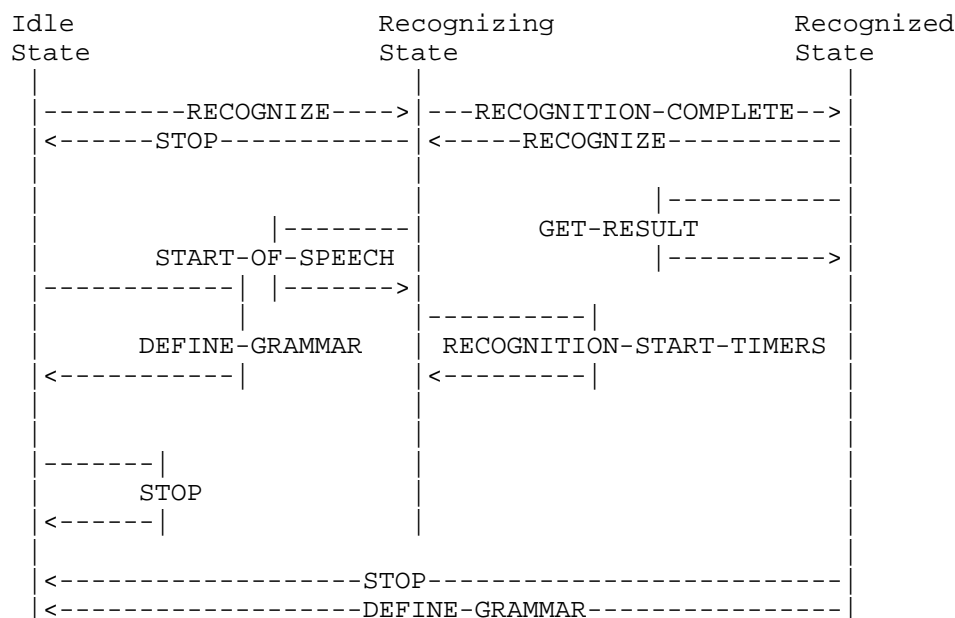 Idle Recognizing Recognized
State State State
RECOGNIZE RECOGNITION-COMPLETE
STOP RECOGNIZE
GET-RESULT
START-OF-SPEECH
DEFINE-GRAMMAR RECOGNITION-START-TIMERS
STOP
STOP
DEFINE-GRAMMAR